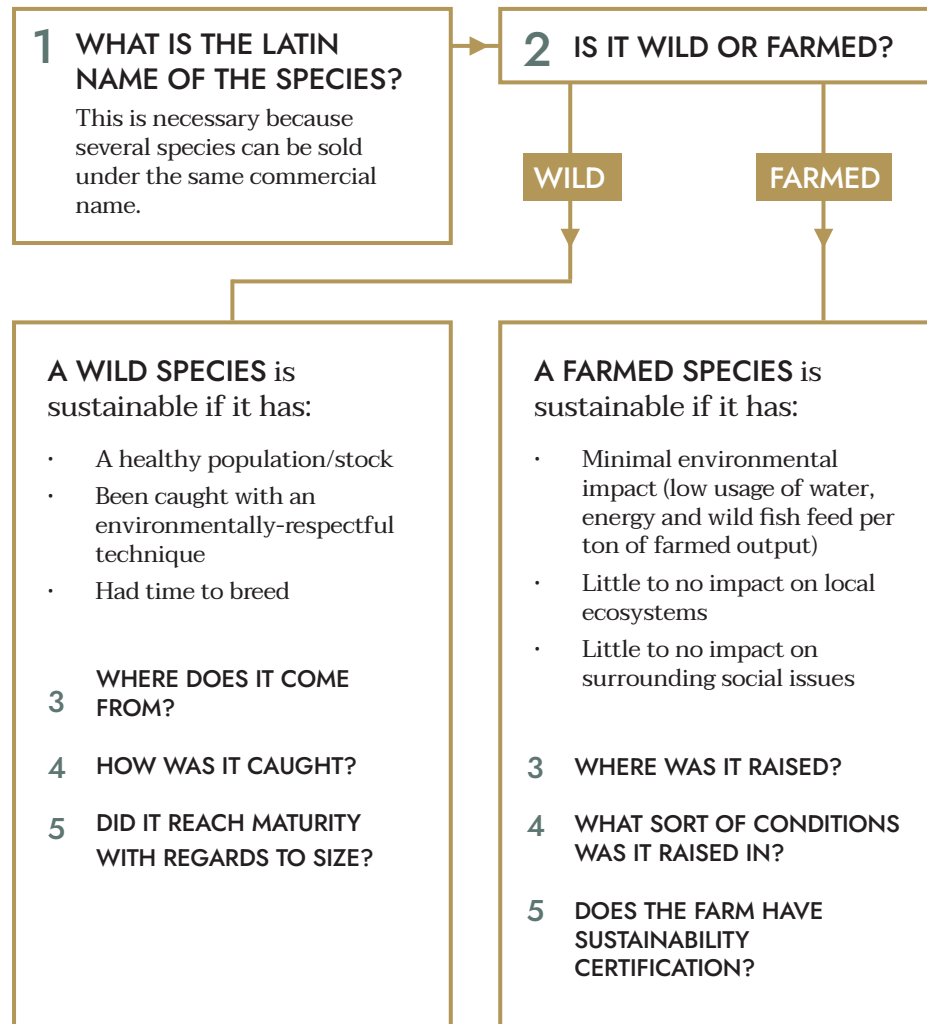 1 WHAT IS THE LATIN
NAME OF THE SPECIES?
This is necessary because
several species can be sold
under the same commercial
name.
2 IS IT WILD OR FARMED?
WILD
FARMED
A WILD SPECIES is
sustainable if it has:
· A healthy population/stock
· Been caught with an
environmentally-respectful
technique
· Had time to breed
3 WHERE DOES IT COME
FROM?
4 HOW WAS IT CAUGHT?
5 DID IT REACH MATURITY
WITH REGARDS TO SIZE?
A FARMED SPECIES is
sustainable if it has:
· Minimal environmental
impact (low usage of water,
energy and wild fish feed per
ton of farmed output)
· Little to no impact on local
ecosystems
· Little to no impact on
surrounding social issues
3 WHERE WAS IT RAISED?
4 WHAT SORT OF CONDITIONS
WAS IT RAISED IN?
5 DOES THE FARM HAVE
SUSTAINABILITY
CERTIFICATION?